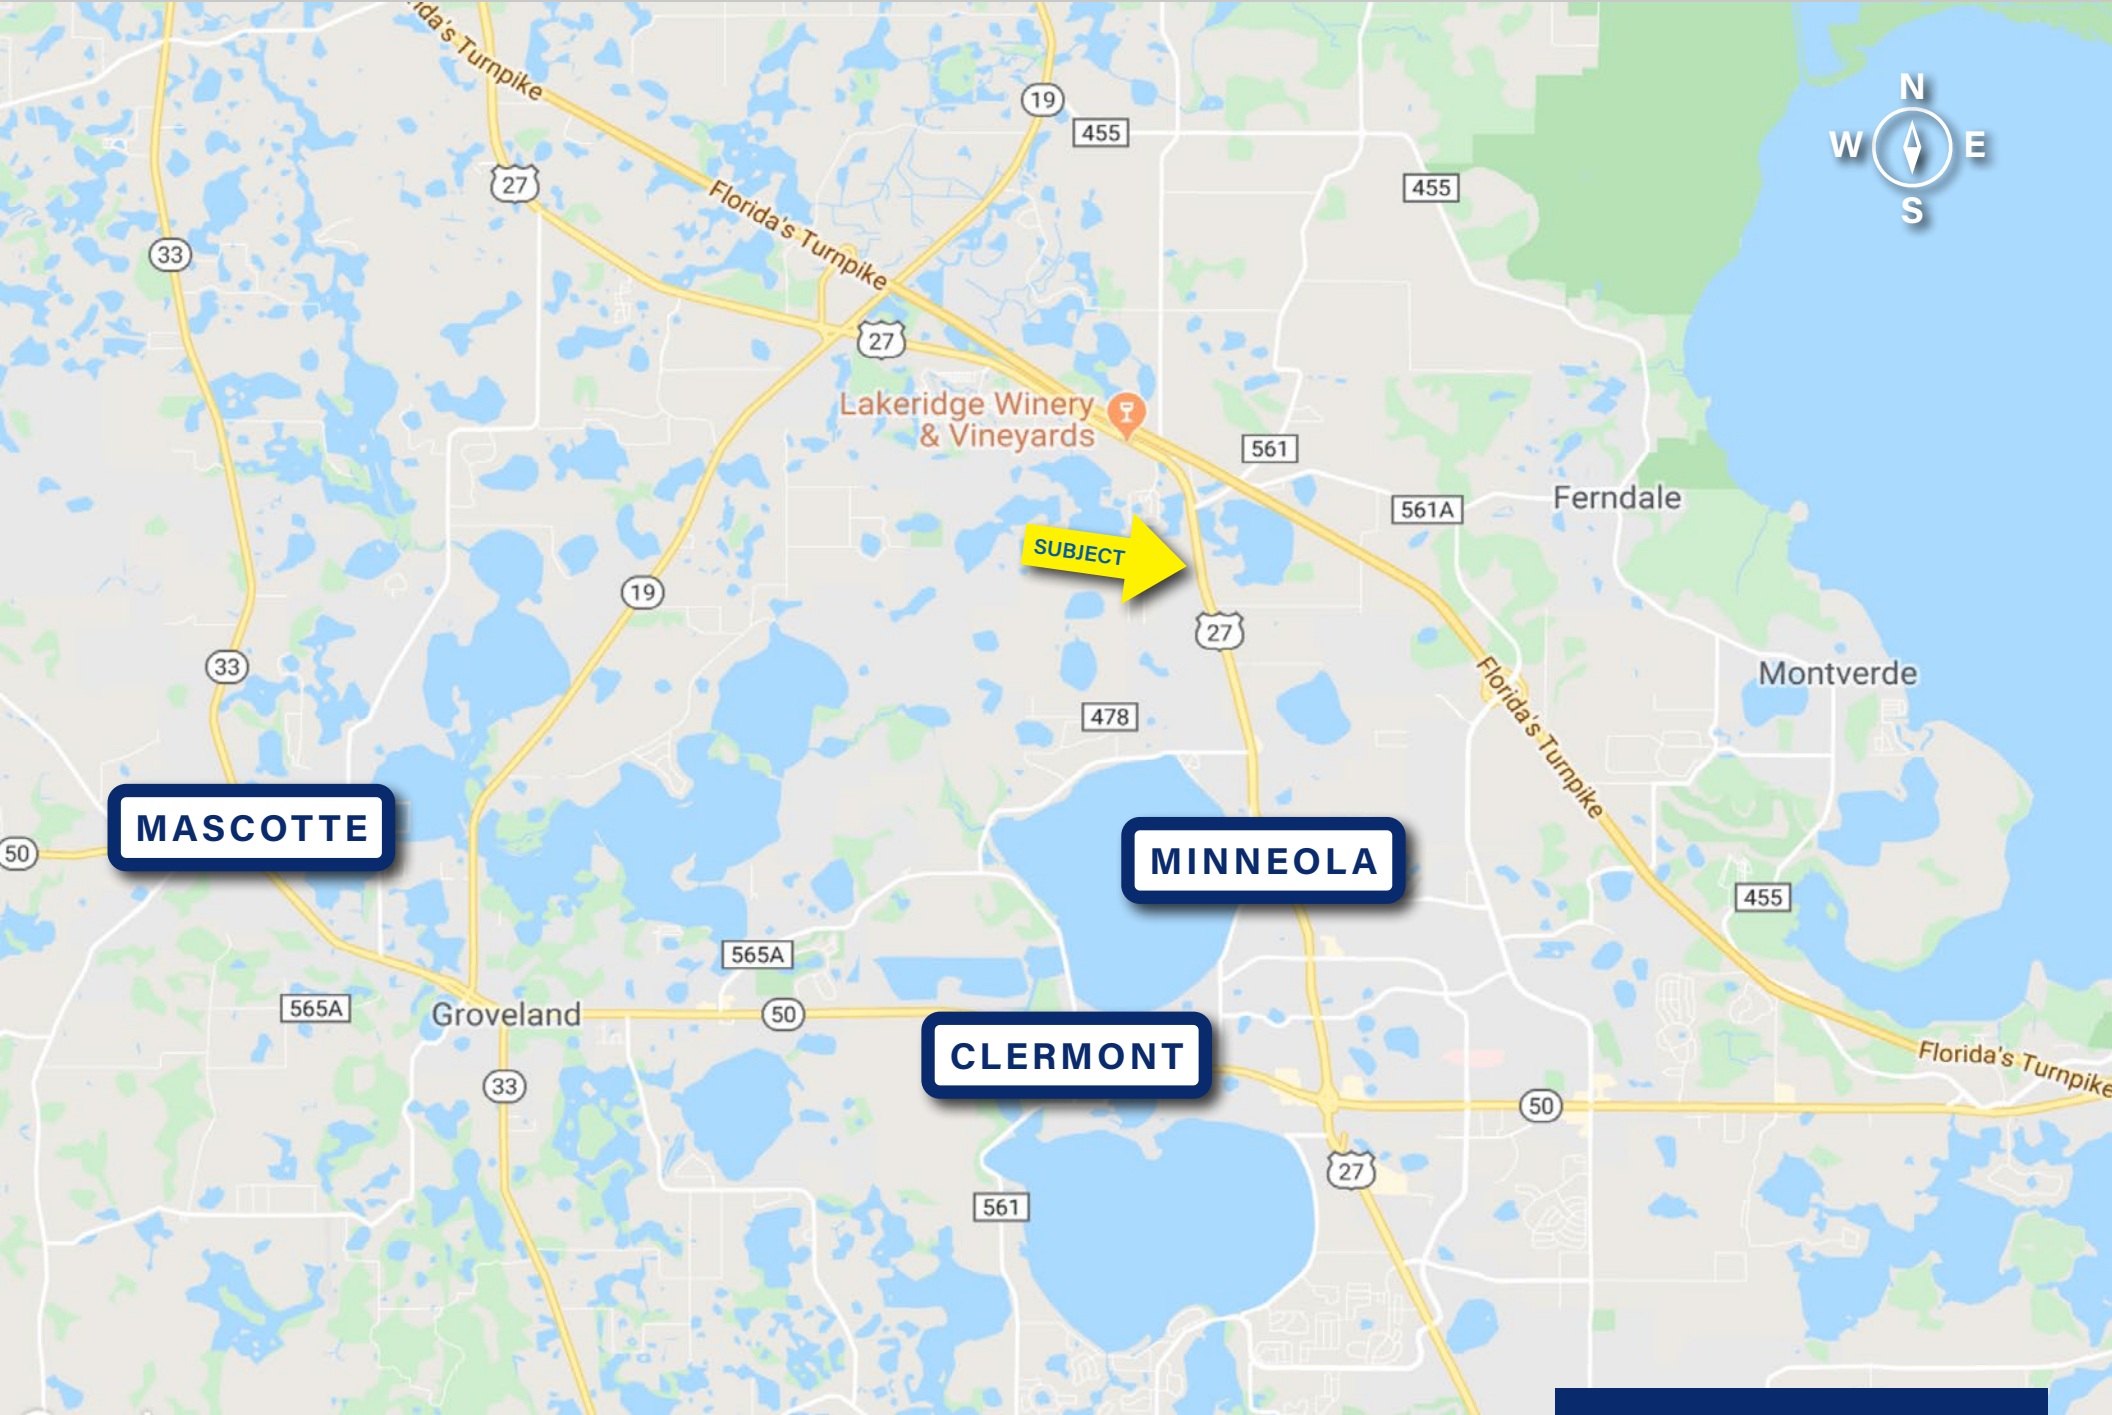 ida's Turnpike
19
455
N
W
E
S
27
455
Florida's Turnpike
33
27
Lakeridge Winery
& Vineyards
561
561A
Ferndale
SUBJECT
19
27
33
Florida's Turnpike
Montverde
478
MASCOTTE
50
MINNEOLA
455
565A
565A
Groveland
50
CLERMONT
Florida's Turnpike
33
50
27
561